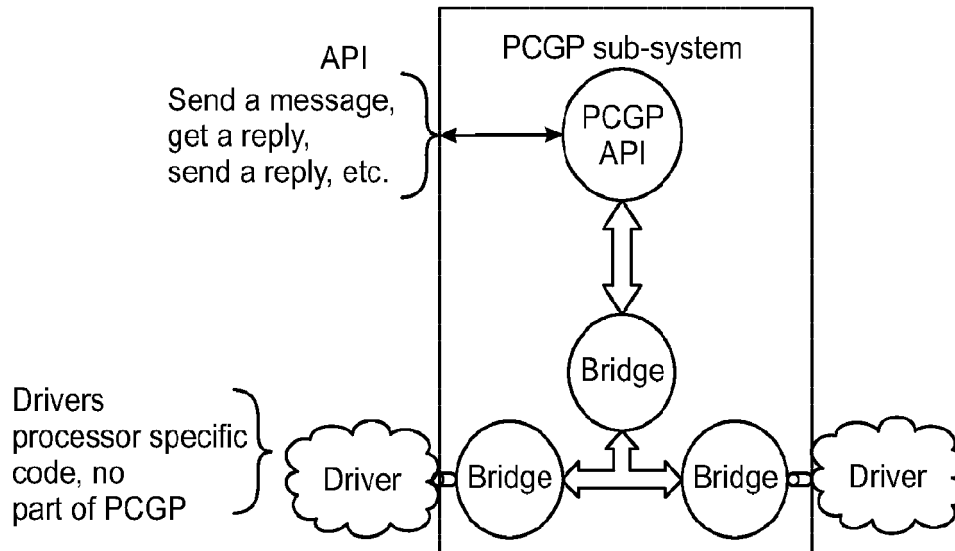 API
Send a message,
get a reply,
send a reply, etc.
PCGP sub-system
PCGP
API
Bridge
Drivers
processor specific
code, no
part of PCGP
Driver
Bridge
Bridge
Driver